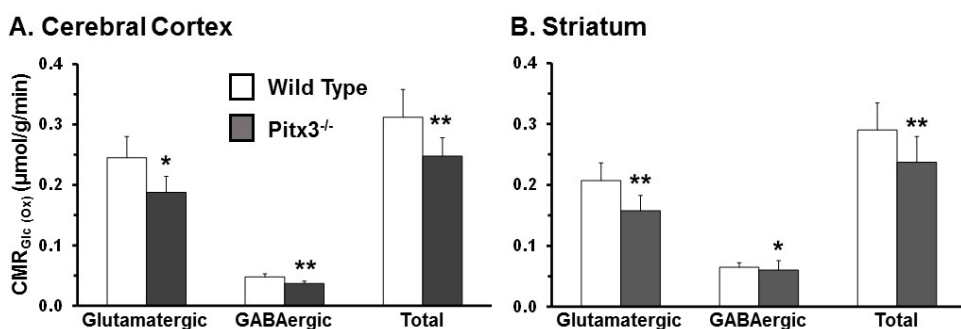 A. Cerebral Cortex
CMRGlc (Ox) (µmol/g/min)
0.4
0.3
0.2
0.1
0.0
Wild Type
Pitx3-/-
*
**
**
Glutamatergic GABAergic Total
B. Striatum
0.4
0.3
0.2
0.1
0.0
**
*
**
Glutamatergic GABAergic Total